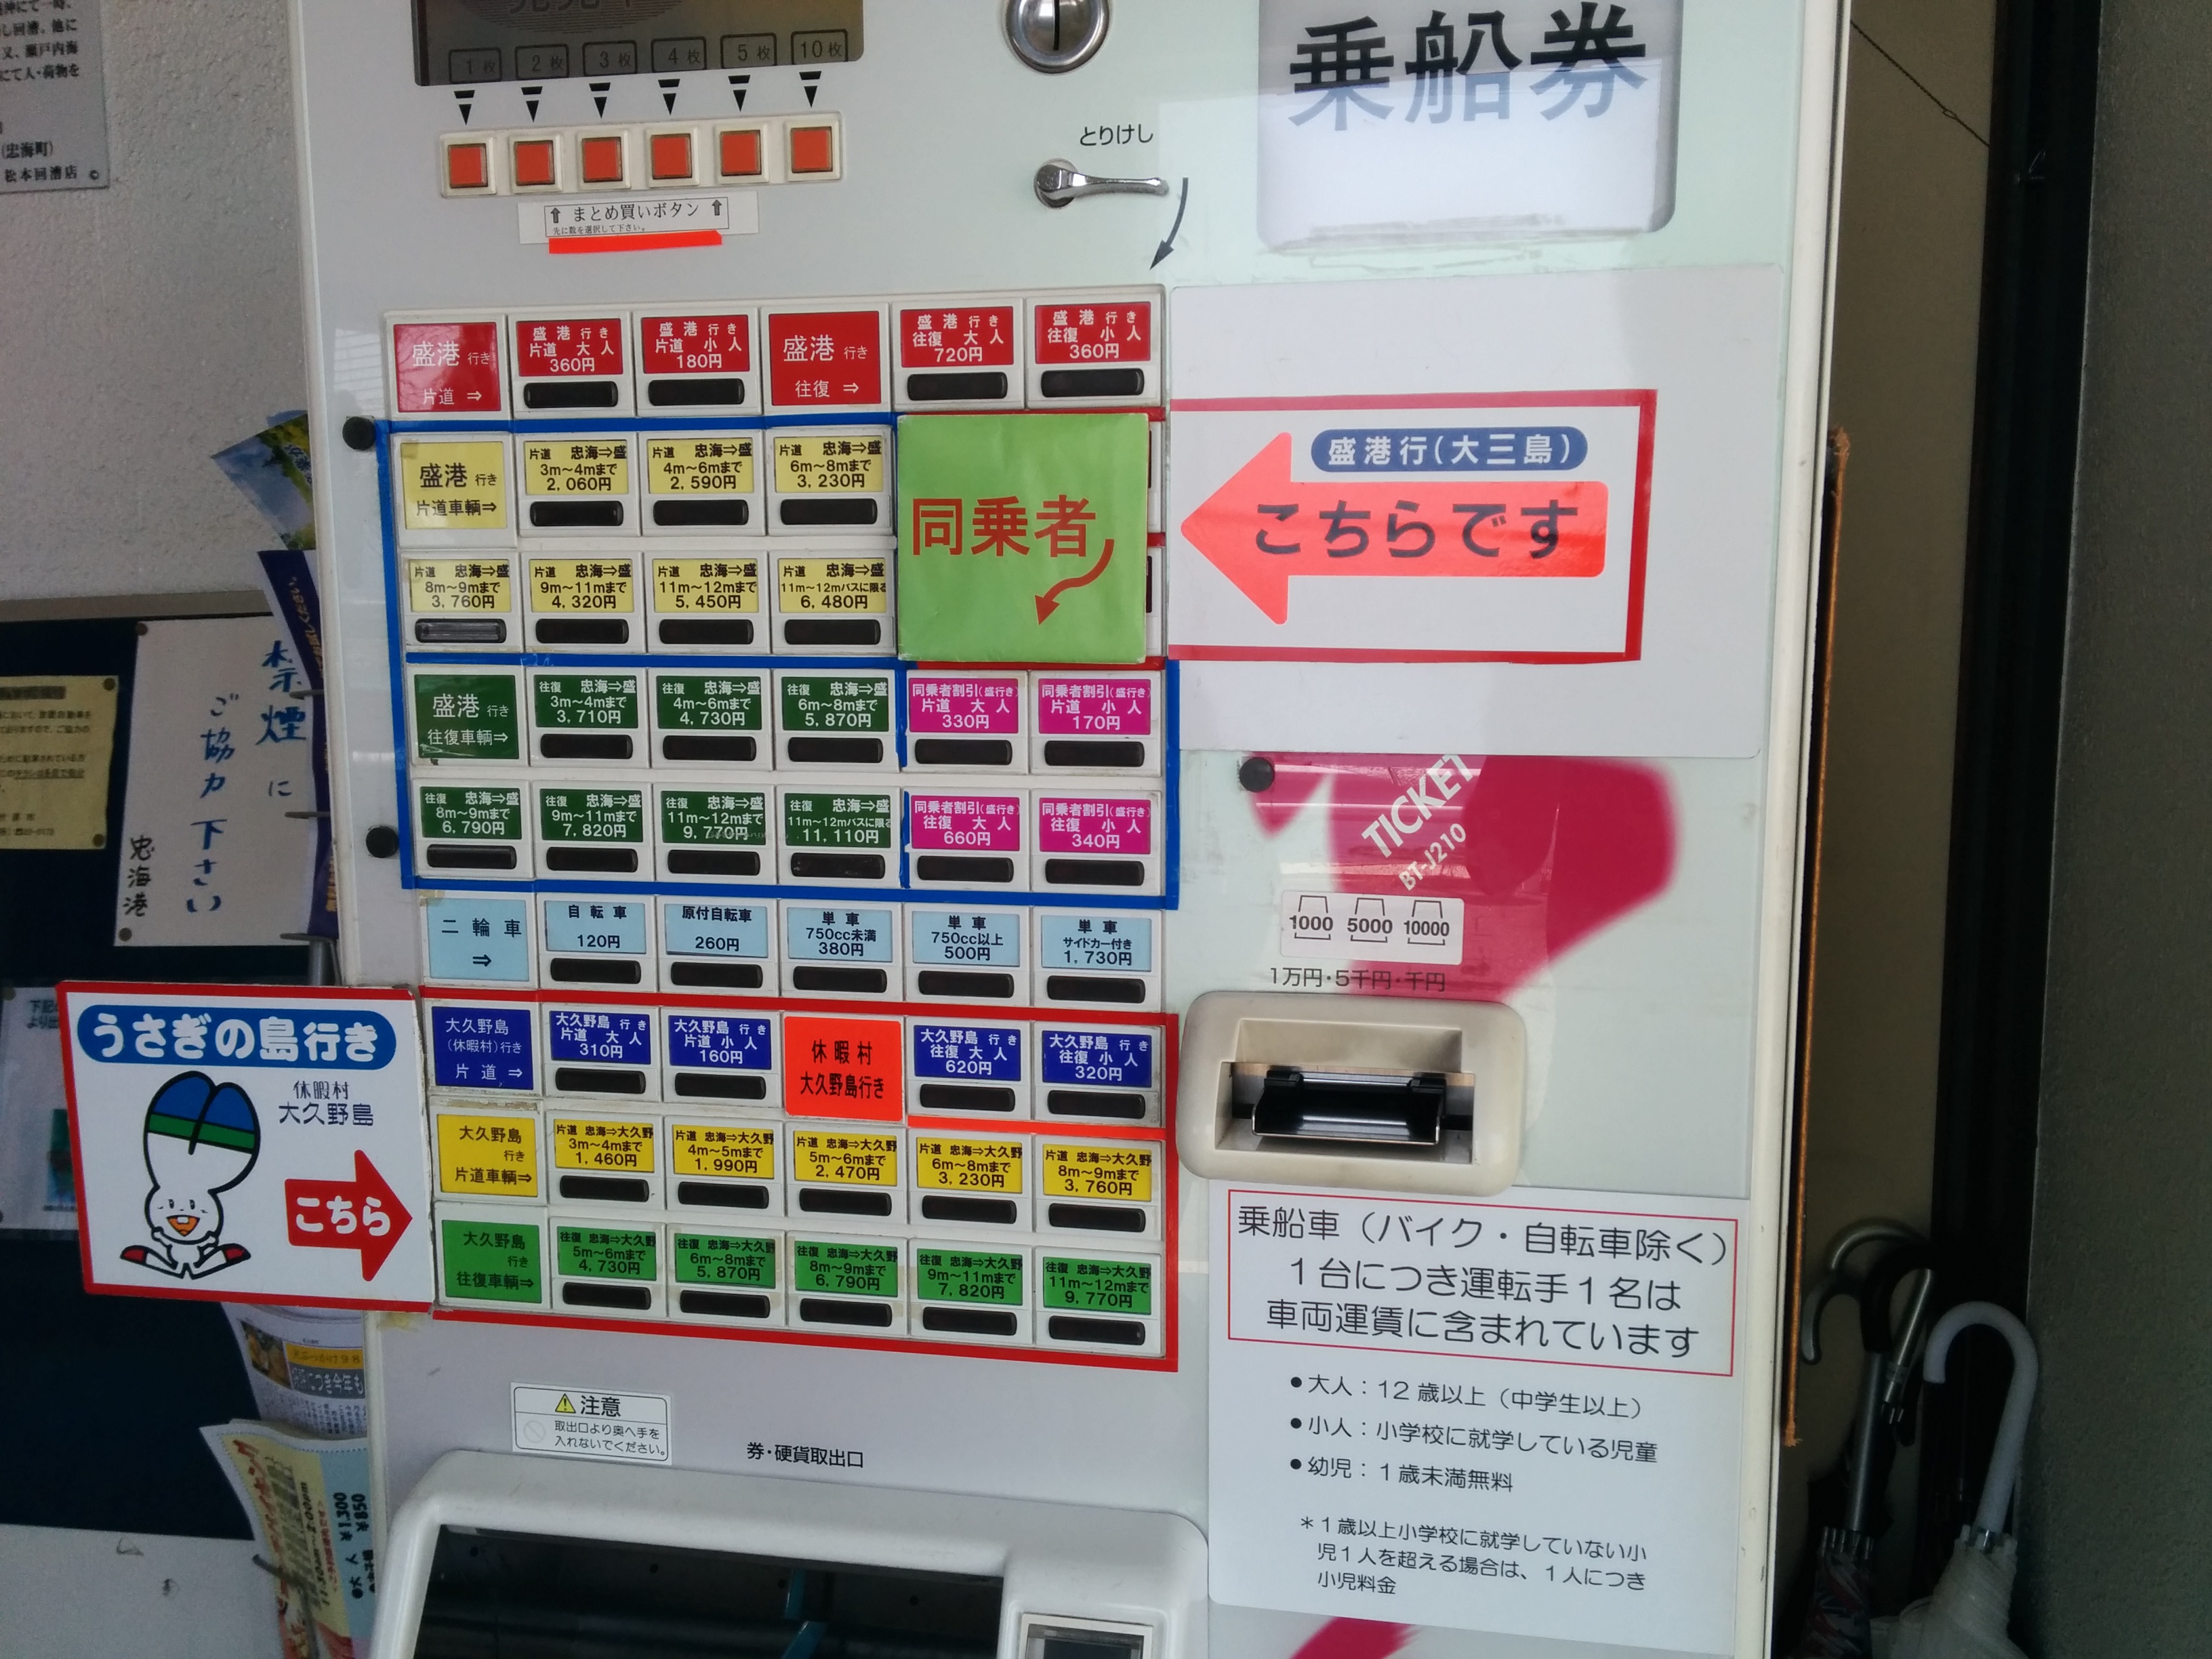 沖にて一時、
し回漕、他に
又、瀬戸内海
にて人・荷物を
(忠海町)
松本回漕店 ©
1枚 2枚 3枚 4枚 5枚 10枚
まとめ買いボタン
先に数を選択して下さい。
とりけし
乗船券
盛港 行き
片道 ⇒
盛港 行き
片道 大人
360円
盛港 行き
片道 小人
180円
盛港 行き
往復 ⇒
盛港 行き
往復 大人
720円
盛港 行き
往復 小人
360円
盛港 行き
片道車輌⇒
片道 忠海⇒盛
3m〜4mまで
2,060円
片道 忠海⇒盛
4m〜6mまで
2,590円
片道 忠海⇒盛
6m〜8mまで
3,230円
片道 忠海⇒盛
8m〜9mまで
3,760円
片道 忠海⇒盛
9m〜11mまで
4,320円
片道 忠海⇒盛
11m〜12mまで
5,450円
片道 忠海⇒盛
11m〜12mバスに限る
6,480円
同乗者
盛港行(大三島)
こちらです
盛港 行き
往復車輌⇒
往復 忠海⇒盛
3m〜4mまで
3,710円
往復 忠海⇒盛
4m〜6mまで
4,730円
往復 忠海⇒盛
6m〜8mまで
5,870円
同乗者割引(盛行き)
片道 大人
330円
同乗者割引(盛行き)
片道 小人
170円
往復 忠海⇒盛
8m〜9mまで
6,790円
往復 忠海⇒盛
9m〜11mまで
7,820円
往復 忠海⇒盛
11m〜12mまで
9,770円
往復 忠海⇒盛
11m〜12mバスに限る
11,110円
同乗者割引(盛行き)
往復 大人
660円
同乗者割引(盛行き)
往復 小人
340円
二輪車
⇒
自転車
120円
原付自転車
260円
単車
750cc未満
380円
単車
750cc以上
500円
単車
サイドカー付き
1,730円
大久野島
(休暇村)行き
片道 ⇒
大久野島 行き
片道 大人
310円
大久野島 行き
片道 小人
160円
休暇村
大久野島行き
大久野島 行き
往復 大人
620円
大久野島 行き
往復 小人
320円
大久野島
行き
片道車輌⇒
片道 忠海⇒大久野
3m〜4mまで
1,460円
片道 忠海⇒大久野
4m〜5mまで
1,990円
片道 忠海⇒大久野
5m〜6mまで
2,470円
片道 忠海⇒大久野
6m〜8mまで
3,230円
片道 忠海⇒大久野
8m〜9mまで
3,760円
大久野島
行き
往復車輌⇒
往復 忠海⇒大久野
5m〜6mまで
4,730円
往復 忠海⇒大久野
6m〜8mまで
5,870円
往復 忠海⇒大久野
8m〜9mまで
6,790円
往復 忠海⇒大久野
9m〜11mまで
7,820円
往復 忠海⇒大久野
11m〜12mまで
9,770円
TICKET
BT-J210
1000 5000 10000
1万円・5千円・千円
乗船車（バイク・自転車除く）
1台につき運転手1名は
車両運賃に含まれています
●大人：12歳以上（中学生以上）
●小人：小学校に就学している児童
●幼児：1歳未満無料
＊1歳以上小学校に就学していない小
児1人を超える場合は、1人につき
小児料金
禁煙に
ご協力下さい
忠海港
うさぎの島行き
休暇村
大久野島
こちら
注意
取出口より奥へ手を
入れないでください。
券・硬貨取出口
¥1,300
¥850